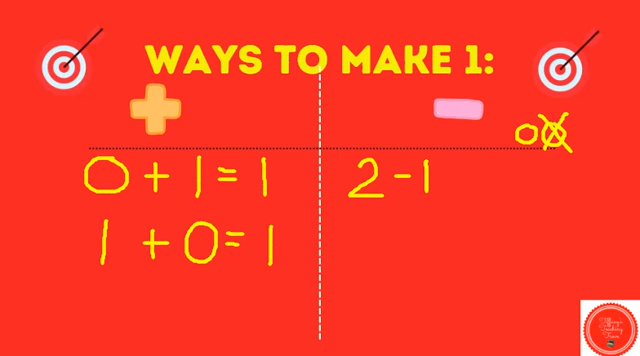 WAYS TO MAKE 1:
0 + 1 = 1
1 + 0 = 1
2 - 1